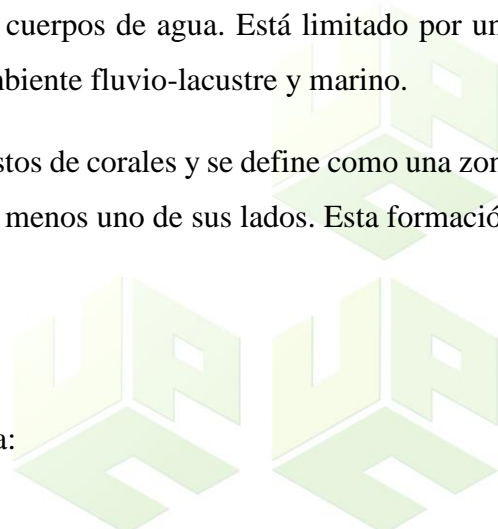 cuerpos de agua. Está limitado por un
biente fluvio-lacustre y marino.
stos de corales y se define como una zon
menos uno de sus lados. Esta formació
a: